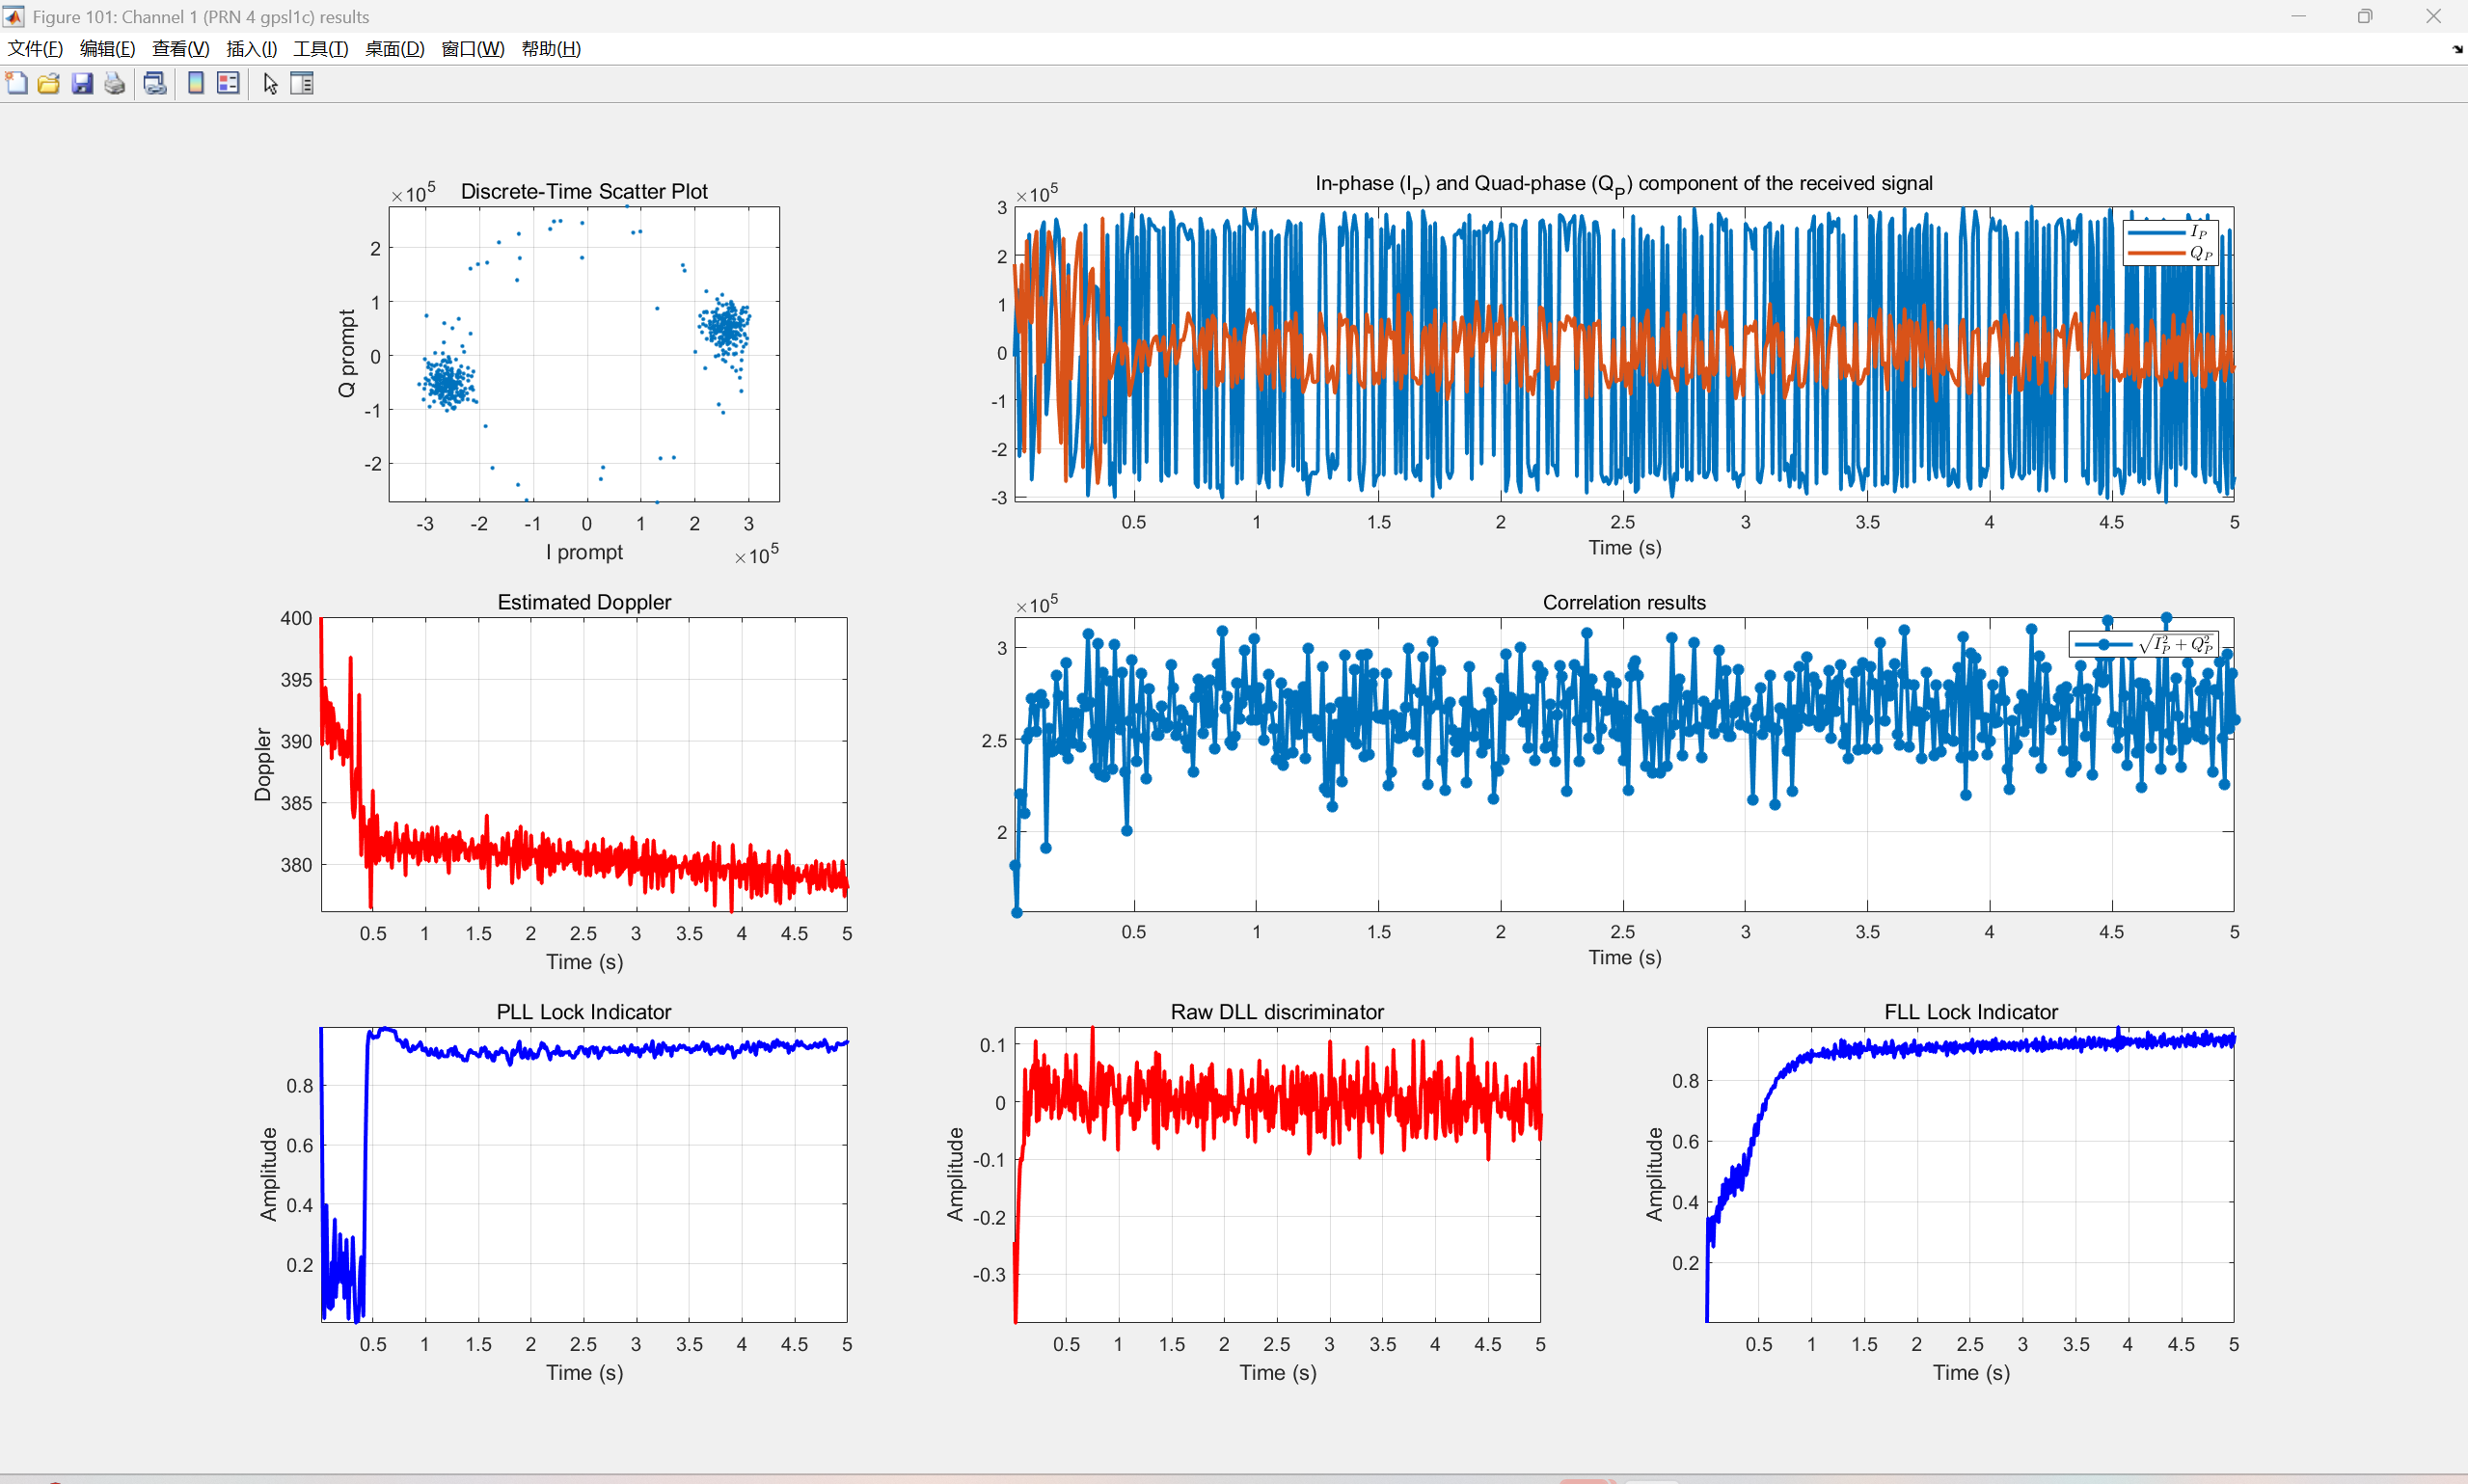 Figure 101: Channel 1 (PRN 4 gpsl1c) results
文件(F) 编辑(E) 查看(V) 插入(I) 工具(T) 桌面(D) 窗口(W) 帮助(H)
×10^5 Discrete-Time Scatter Plot
2
1
0
-1
-2
Q prompt
-3 -2 -1 0 1 2 3
I prompt
×10^5
In-phase (I_P) and Quad-phase (Q_P) component of the received signal
×10^5
3
2
1
0
-1
-2
-3
I_P
Q_P
0.5 1 1.5 2 2.5 3 3.5 4 4.5 5
Time (s)
Estimated Doppler
400
395
390
385
380
Doppler
0.5 1 1.5 2 2.5 3 3.5 4 4.5 5
Time (s)
Correlation results
×10^5
3
2.5
2
√I_P^2 + Q_P^2
0.5 1 1.5 2 2.5 3 3.5 4 4.5 5
Time (s)
PLL Lock Indicator
0.8
0.6
0.4
0.2
Amplitude
0.5 1 1.5 2 2.5 3 3.5 4 4.5 5
Time (s)
Raw DLL discriminator
0.1
0
-0.1
-0.2
-0.3
Amplitude
0.5 1 1.5 2 2.5 3 3.5 4 4.5 5
Time (s)
FLL Lock Indicator
0.8
0.6
0.4
0.2
Amplitude
0.5 1 1.5 2 2.5 3 3.5 4 4.5 5
Time (s)